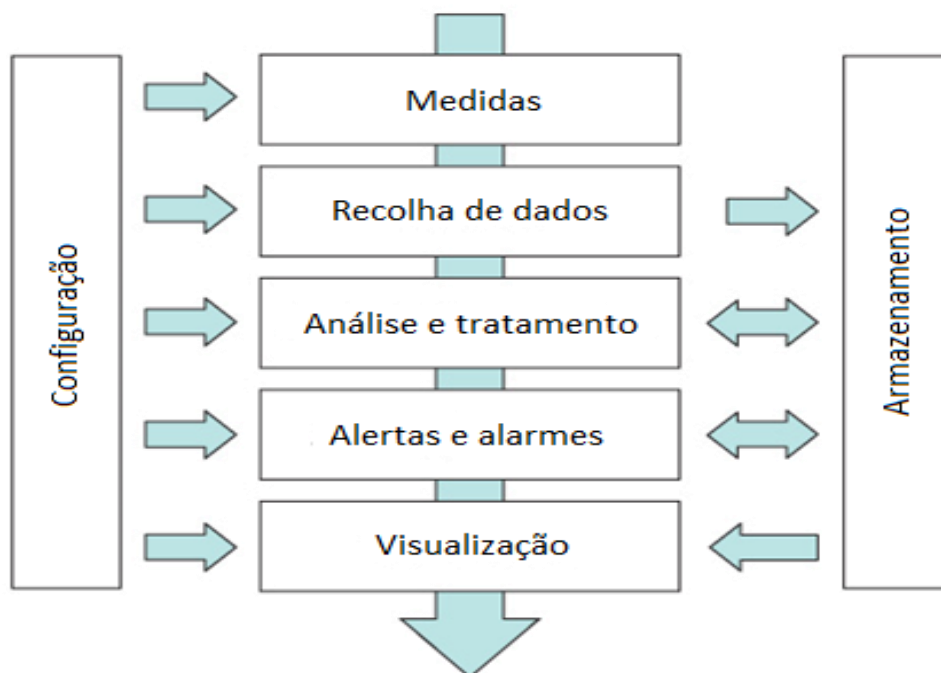 Configuração
Medidas
Recolha de dados
Análise e tratamento
Alertas e alarmes
Visualização
Armazenamento